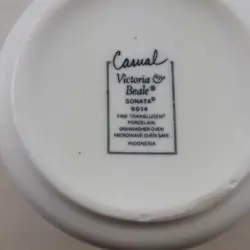 Casual
Victoria &
Beale®
SONATA®
9014
FINE TRANSLUCENT
PORCELAIN
DISHWASHER OVEN
MICROWAVE OVEN SAFE
INDONESIA